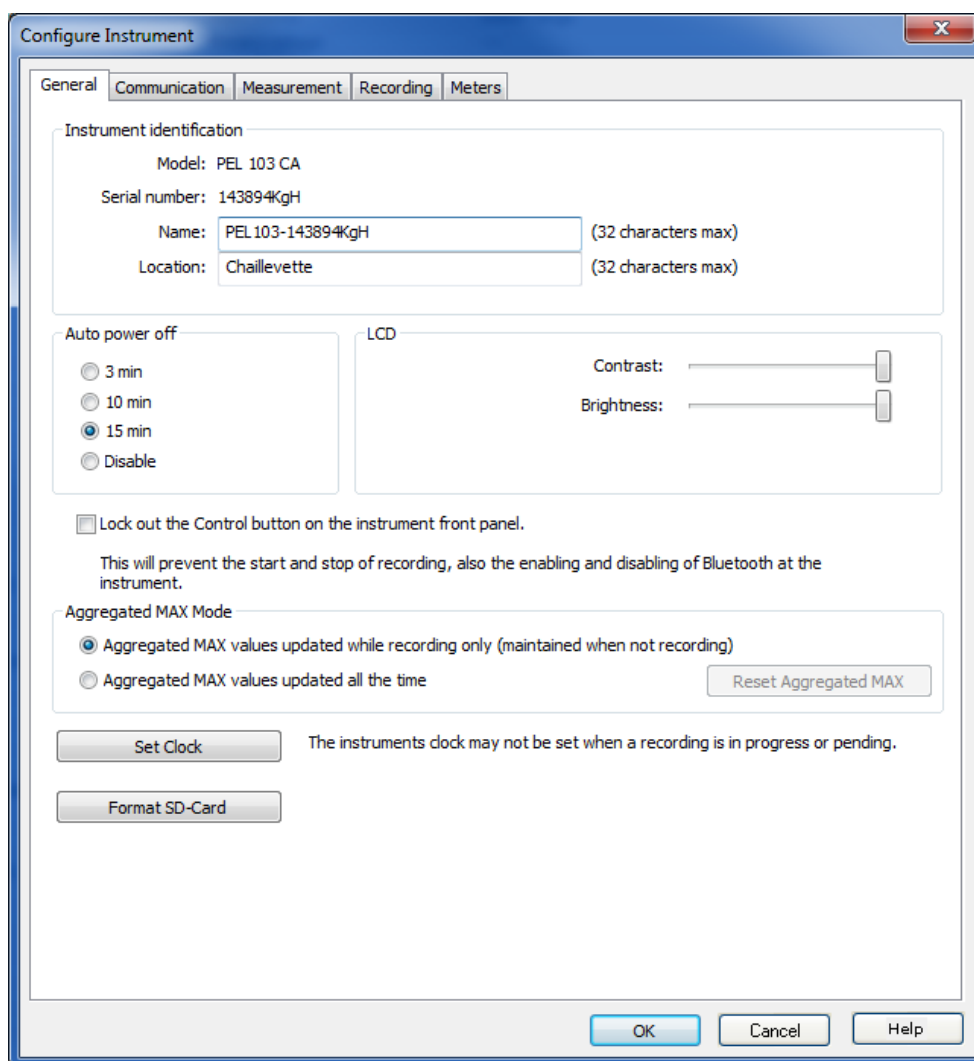 Configure Instrument
General Communication Measurement Recording Meters
Instrument identification
Model: PEL 103 CA
Serial number: 143894KgH
Name: PEL103-143894KgH (32 characters max)
Location: Chaillevette (32 characters max)
Auto power off
3 min
10 min
15 min
Disable
LCD
Contrast:
Brightness:
Lock out the Control button on the instrument front panel.
This will prevent the start and stop of recording, also the enabling and disabling of Bluetooth at the
instrument.
Aggregated MAX Mode
Aggregated MAX values updated while recording only (maintained when not recording)
Aggregated MAX values updated all the time
Reset Aggregated MAX
Set Clock
The instruments clock may not be set when a recording is in progress or pending.
Format SD-Card
OK Cancel Help